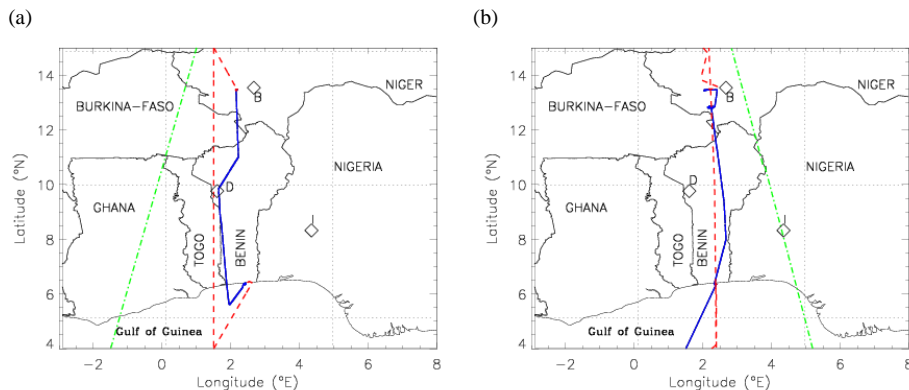 (a)
14
12
10
8
6
4
Latitude (°N)
NIGER
BURKINA-FASO
B
NIGERIA
D
GHANA
TOGO
BENIN
I
Gulf of Guinea
-2 0 2 4 6 8
Longitude (°E)
(b)
14
12
10
8
6
4
Latitude (°N)
NIGER
BURKINA-FASO
B
NIGERIA
D
GHANA
TOGO
BENIN
I
Gulf of Guinea
-2 0 2 4 6 8
Longitude (°E)